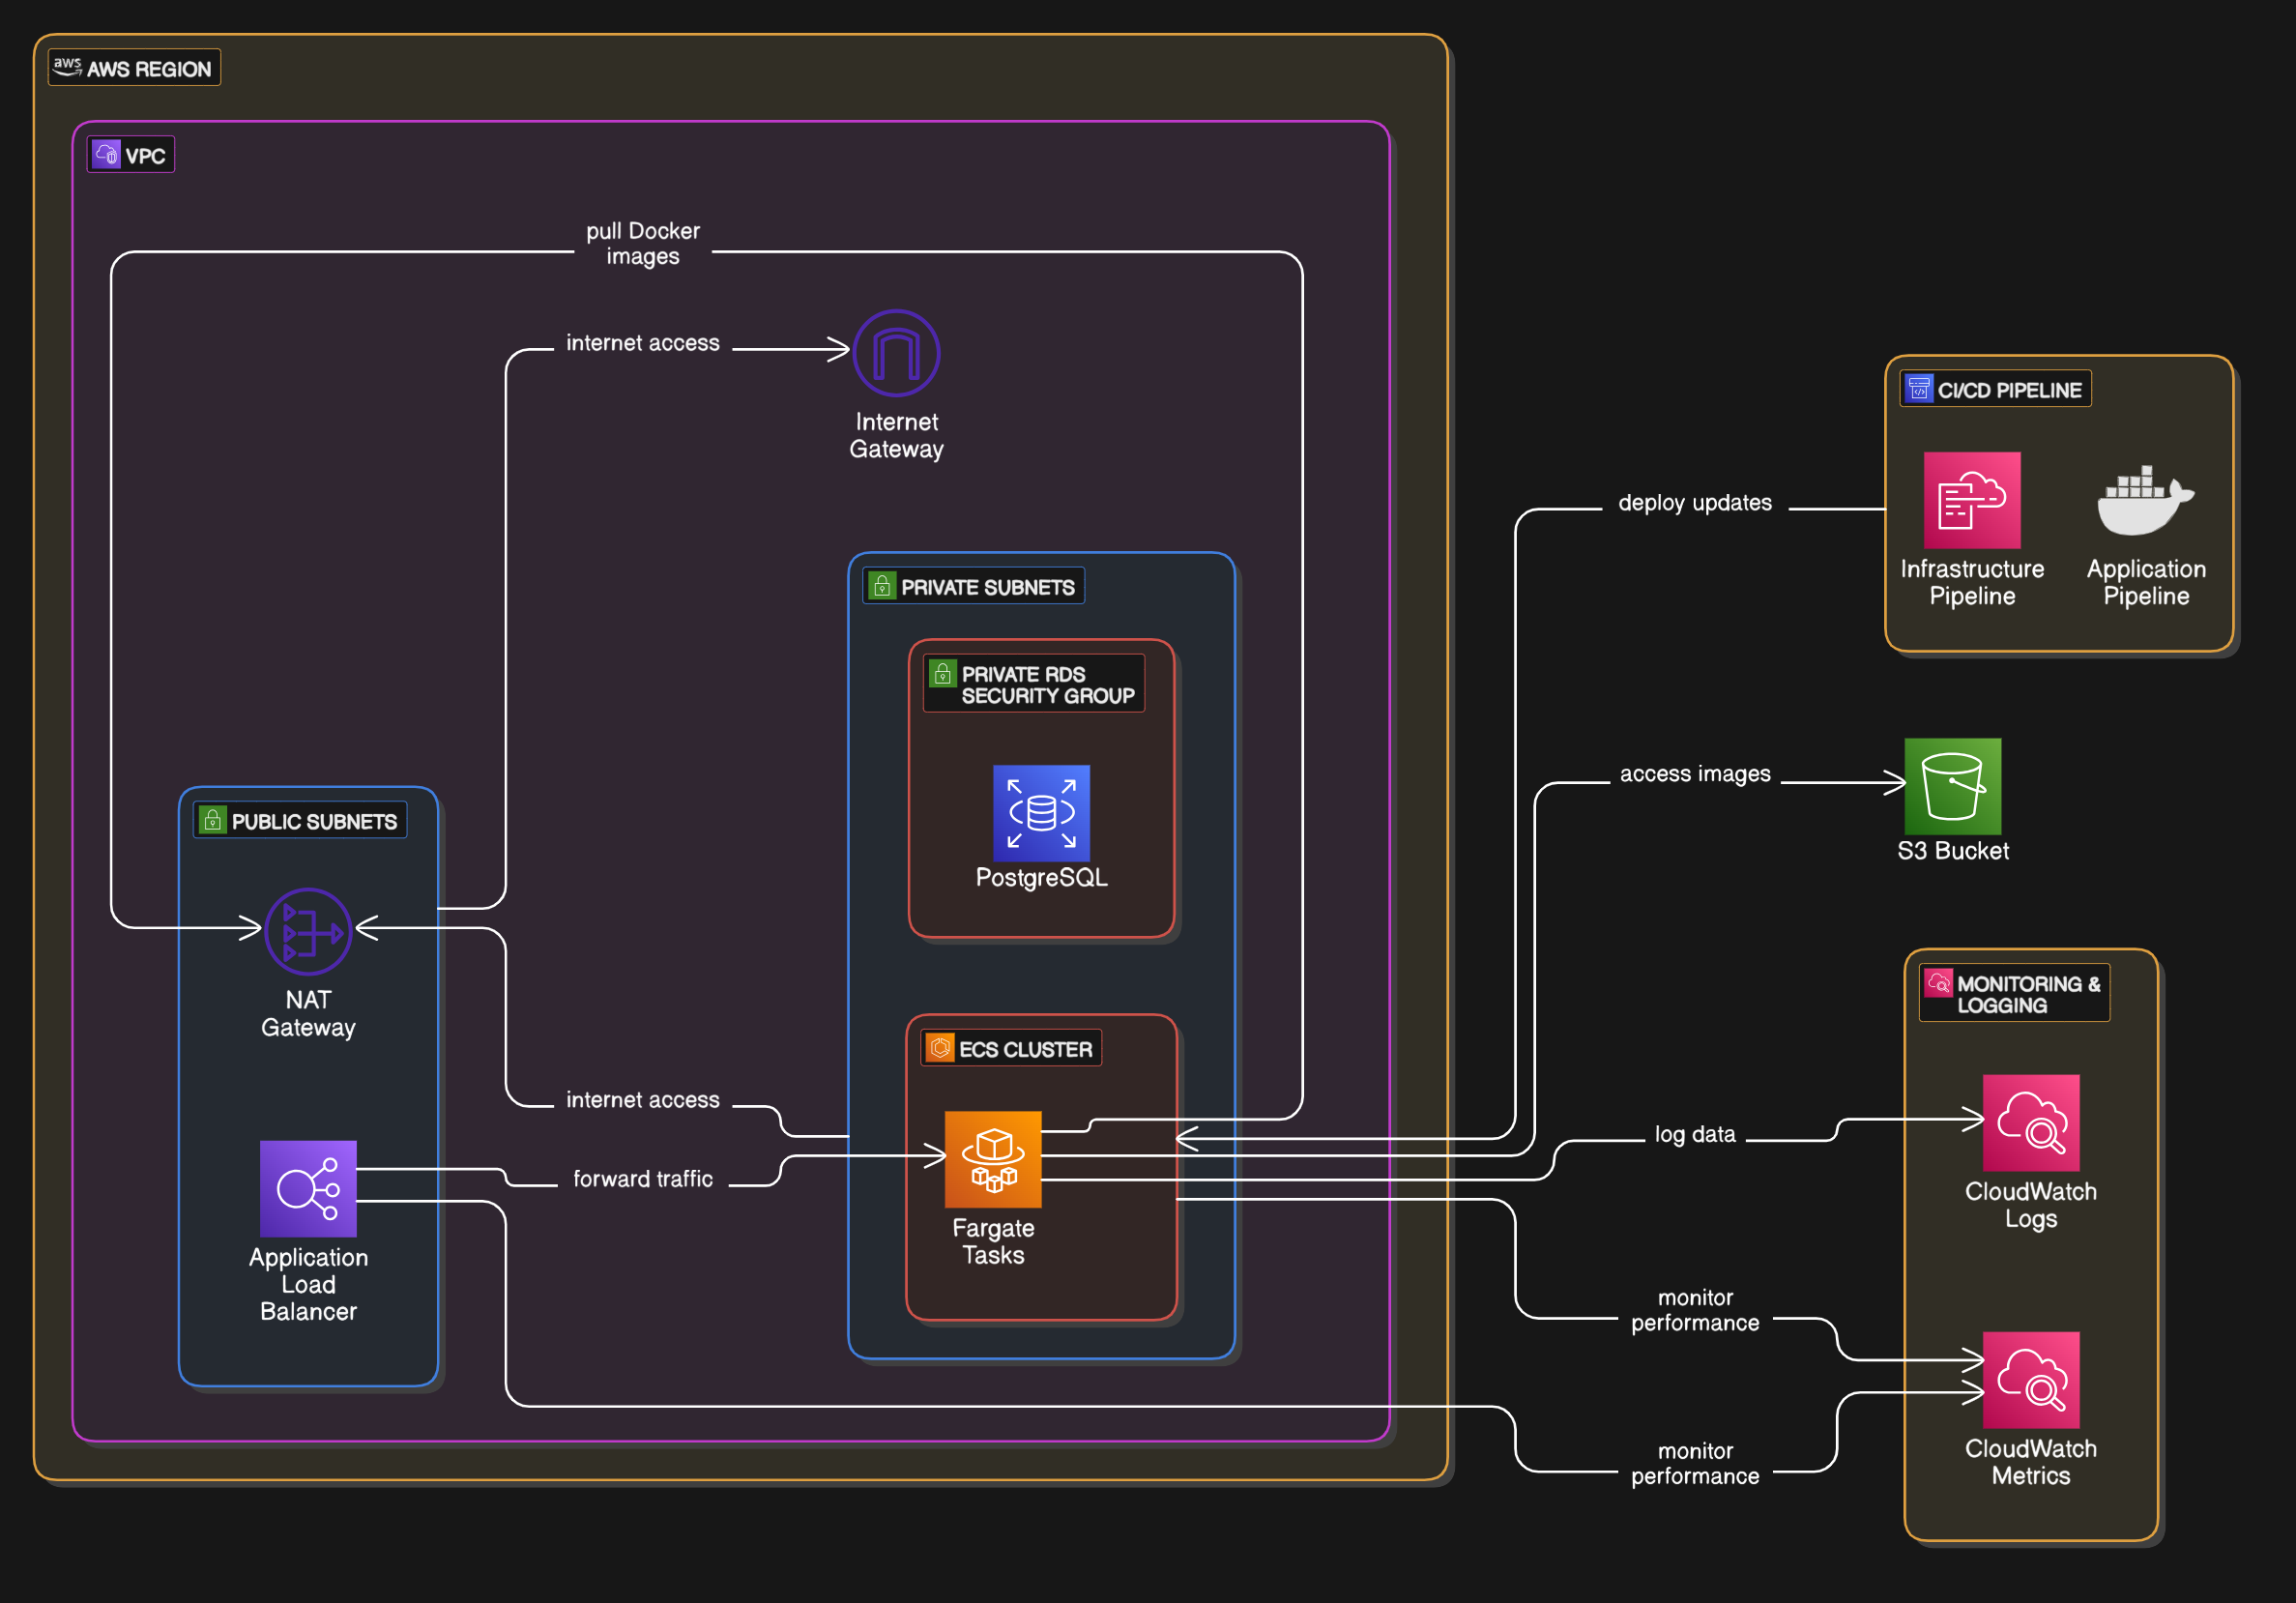 aws AWS REGION
VPC
pull Docker
images
internet access
Internet
Gateway
CI/CD PIPELINE
Infrastructure
Pipeline
Application
Pipeline
deploy updates
PRIVATE SUBNETS
PRIVATE RDS
SECURITY GROUP
PostgreSQL
access images
S3 Bucket
PUBLIC SUBNETS
NAT
Gateway
internet access
forward traffic
Application
Load
Balancer
ECS CLUSTER
Fargate
Tasks
MONITORING &
LOGGING
log data
CloudWatch
Logs
monitor
performance
CloudWatch
Metrics
monitor
performance